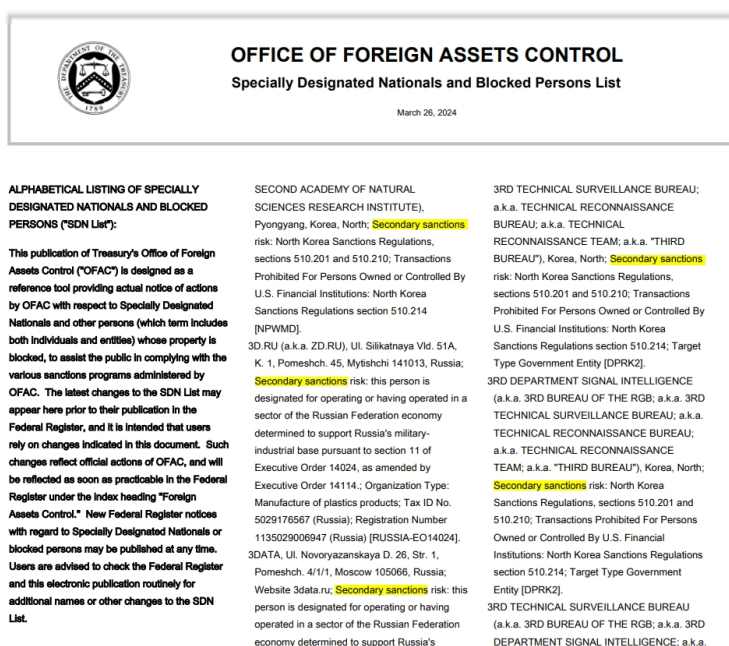 THE DEPARTMENT OF THE TREASURY
1789
OFFICE OF FOREIGN ASSETS CONTROL
Specially Designated Nationals and Blocked Persons List
March 26, 2024
ALPHABETICAL LISTING OF SPECIALLY
DESIGNATED NATIONALS AND BLOCKED
PERSONS ("SDN List"):
This publication of Treasury's Office of Foreign
Assets Control ("OFAC") is designed as a
reference tool providing actual notice of actions
by OFAC with respect to Specially Designated
Nationals and other persons (which term includes
both individuals and entities) whose property is
blocked, to assist the public in complying with the
various sanctions programs administered by
OFAC. The latest changes to the SDN List may
appear here prior to their publication in the
Federal Register, and it is intended that users
rely on changes indicated in this document. Such
changes reflect official actions of OFAC, and will
be reflected as soon as practicable in the Federal
Register under the index heading "Foreign
Assets Control." New Federal Register notices
with regard to Specially Designated Nationals or
blocked persons may be published at any time.
Users are advised to check the Federal Register
and this electronic publication routinely for
additional names or other changes to the SDN
List.
SECOND ACADEMY OF NATURAL
SCIENCES RESEARCH INSTITUTE),
Pyongyang, Korea, North; Secondary sanctions
risk: North Korea Sanctions Regulations,
sections 510.201 and 510.210; Transactions
Prohibited For Persons Owned or Controlled By
U.S. Financial Institutions: North Korea
Sanctions Regulations section 510.214
[NPWMD].
3D.RU (a.k.a. ZD.RU), Ul. Silikatnaya Vld. 51A,
K. 1, Pomeshch. 45, Mytishchi 141013, Russia;
Secondary sanctions risk: this person is
designated for operating or having operated in a
sector of the Russian Federation economy
determined to support Russia's military-
industrial base pursuant to section 11 of
Executive Order 14024, as amended by
Executive Order 14114.; Organization Type:
Manufacture of plastics products; Tax ID No.
5029176567 (Russia); Registration Number
1135029006947 (Russia) [RUSSIA-EO14024].
3DATA, Ul. Novoryazanskaya D. 26, Str. 1,
Pomeshch. 4/1/1, Moscow 105066, Russia;
Website 3data.ru; Secondary sanctions risk: this
person is designated for operating or having
operated in a sector of the Russian Federation
economy determined to support Russia's
3RD TECHNICAL SURVEILLANCE BUREAU;
a.k.a. TECHNICAL RECONNAISSANCE
BUREAU; a.k.a. TECHNICAL
RECONNAISSANCE TEAM; a.k.a. "THIRD
BUREAU"), Korea, North; Secondary sanctions
risk: North Korea Sanctions Regulations,
sections 510.201 and 510.210; Transactions
Prohibited For Persons Owned or Controlled By
U.S. Financial Institutions: North Korea
Sanctions Regulations section 510.214; Target
Type Government Entity [DPRK2].
3RD DEPARTMENT SIGNAL INTELLIGENCE
(a.k.a. 3RD BUREAU OF THE RGB; a.k.a. 3RD
TECHNICAL SURVEILLANCE BUREAU; a.k.a.
TECHNICAL RECONNAISSANCE BUREAU;
a.k.a. TECHNICAL RECONNAISSANCE
TEAM; a.k.a. "THIRD BUREAU"), Korea, North;
Secondary sanctions risk: North Korea
Sanctions Regulations, sections 510.201 and
510.210; Transactions Prohibited For Persons
Owned or Controlled By U.S. Financial
Institutions: North Korea Sanctions Regulations
section 510.214; Target Type Government
Entity [DPRK2].
3RD TECHNICAL SURVEILLANCE BUREAU
(a.k.a. 3RD BUREAU OF THE RGB; a.k.a. 3RD
DEPARTMENT SIGNAL INTELLIGENCE; a.k.a.